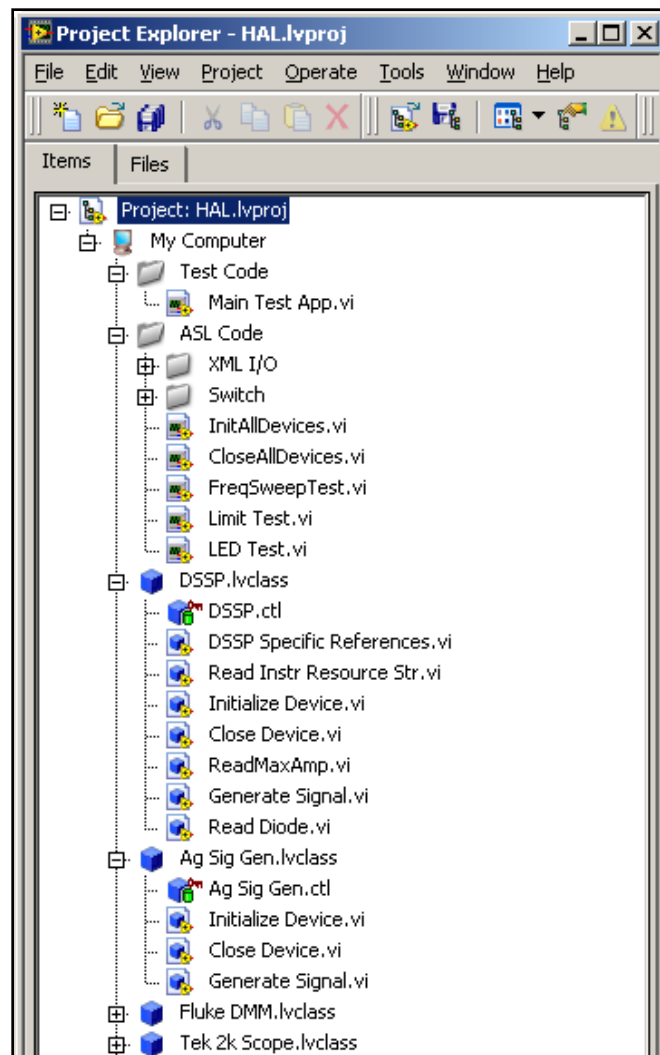 Project Explorer - HAL.lvproj
File Edit View Project Operate Tools Window Help
Items Files
Project: HAL.lvproj
My Computer
Test Code
Main Test App.vi
ASL Code
XML I/O
Switch
InitAllDevices.vi
CloseAllDevices.vi
FreqSweepTest.vi
Limit Test.vi
LED Test.vi
DSSP.lvclass
DSSP.ctl
DSSP Specific References.vi
Read Instr Resource Str.vi
Initialize Device.vi
Close Device.vi
ReadMaxAmp.vi
Generate Signal.vi
Read Diode.vi
Ag Sig Gen.lvclass
Ag Sig Gen.ctl
Initialize Device.vi
Close Device.vi
Generate Signal.vi
Fluke DMM.lvclass
Tek 2k Scope.lvclass